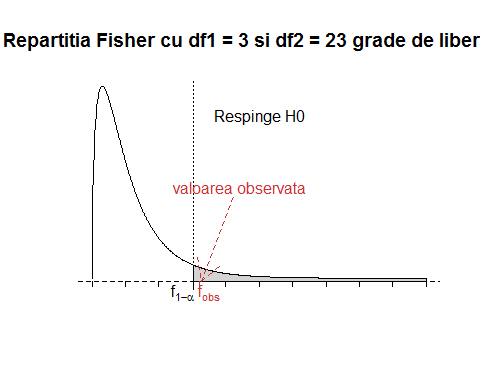 Repartitia Fisher cu df1 = 3 si df2 = 23 grade de liber
Respinge H0
valoarea observata
f1−α fobs